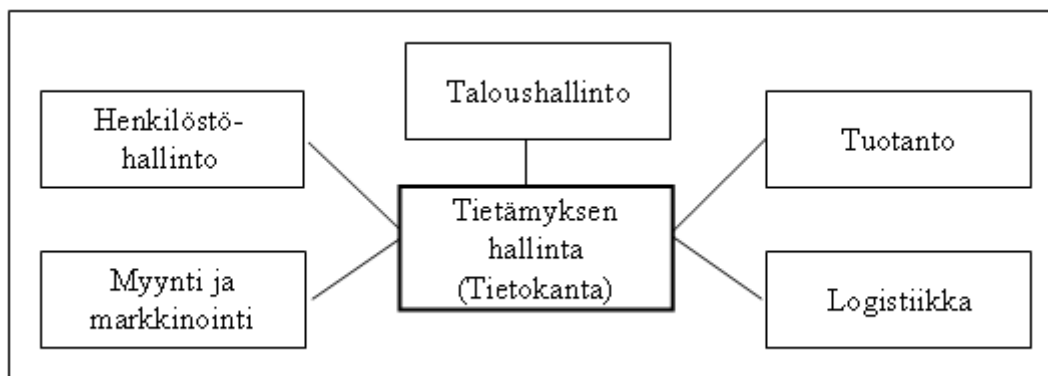 Taloushallinto
Henkilöstö-
hallinto
Tuotanto
Tietämyksen
hallinta
(Tietokanta)
Myynti ja
markkinointi
Logistiikka